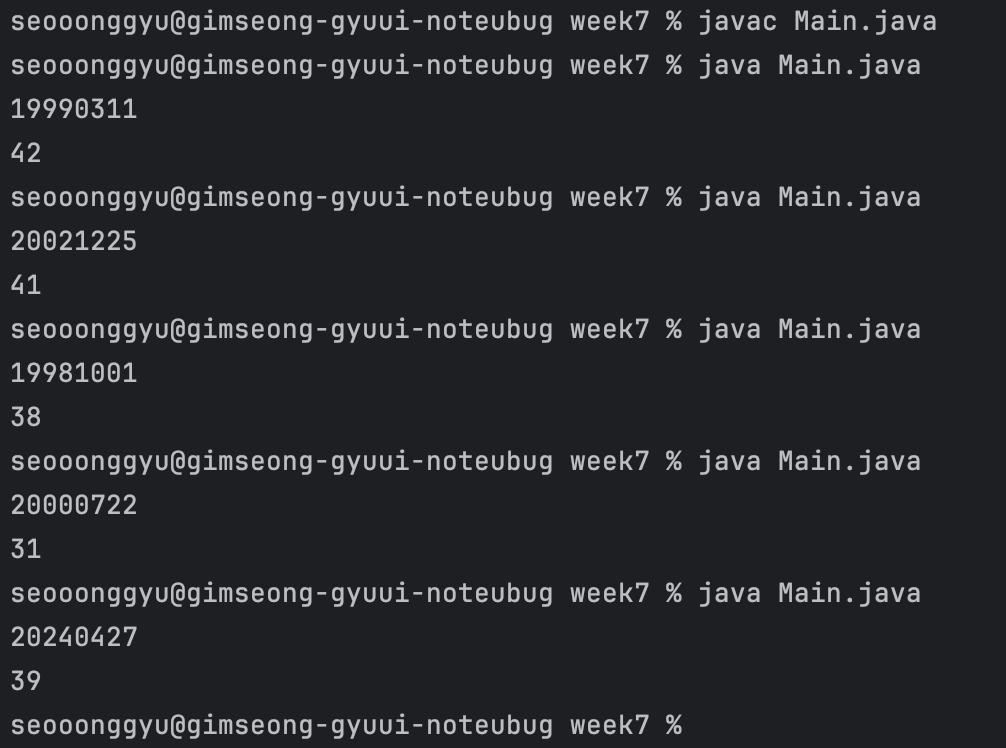 seooonggyu@gimseong-gyuui-noteubug week7 % javac Main.java
seooonggyu@gimseong-gyuui-noteubug week7 % java Main.java
19990311
42
seooonggyu@gimseong-gyuui-noteubug week7 % java Main.java
20021225
41
seooonggyu@gimseong-gyuui-noteubug week7 % java Main.java
19981001
38
seooonggyu@gimseong-gyuui-noteubug week7 % java Main.java
20000722
31
seooonggyu@gimseong-gyuui-noteubug week7 % java Main.java
20240427
39
seooonggyu@gimseong-gyuui-noteubug week7 %